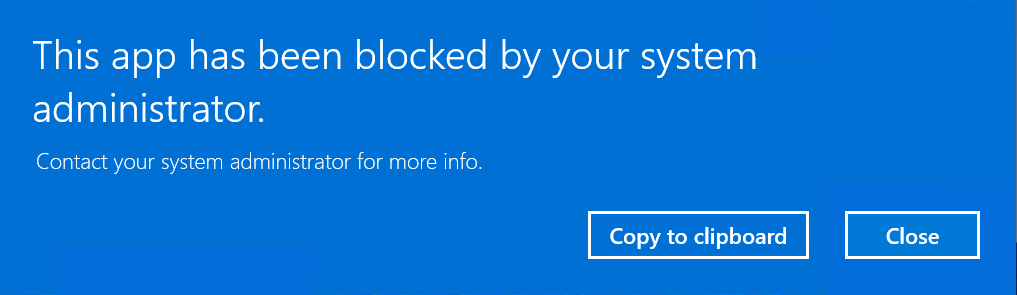 This app has been blocked by your system
administrator.
Contact your system administrator for more info.
Copy to clipboard
Close